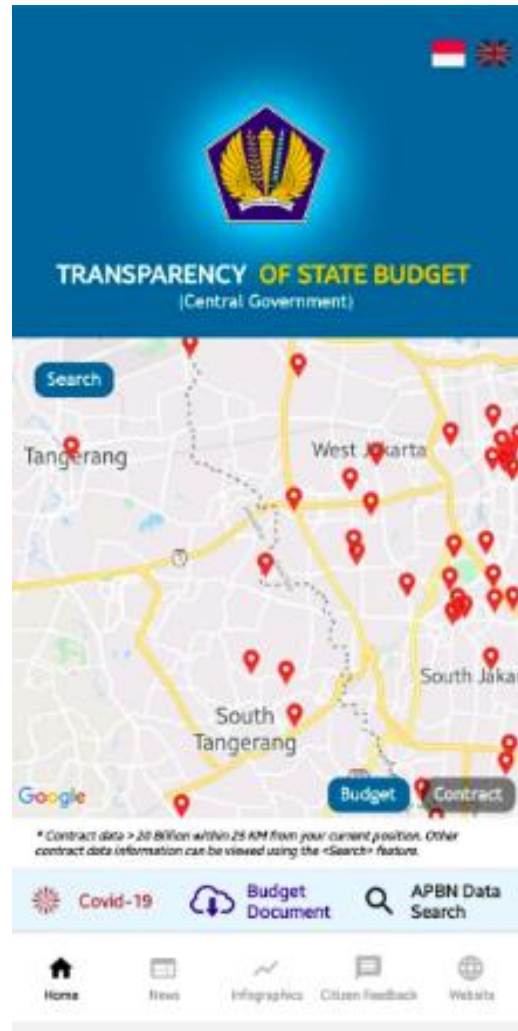 TRANSPARENCY OF STATE BUDGET
(Central Government)
Search
Tangerang
West Jakarta
South Jakar
South
Tangerang
Google
Budget
Contract
* Contract data > 20 Billion within 25 KM from your current position. Other
contract data information can be viewed using the <Search> feature.
Covid-19
Budget
Document
APBN Data
Search
Home
News
Infographics
Citizen Feedback
Website